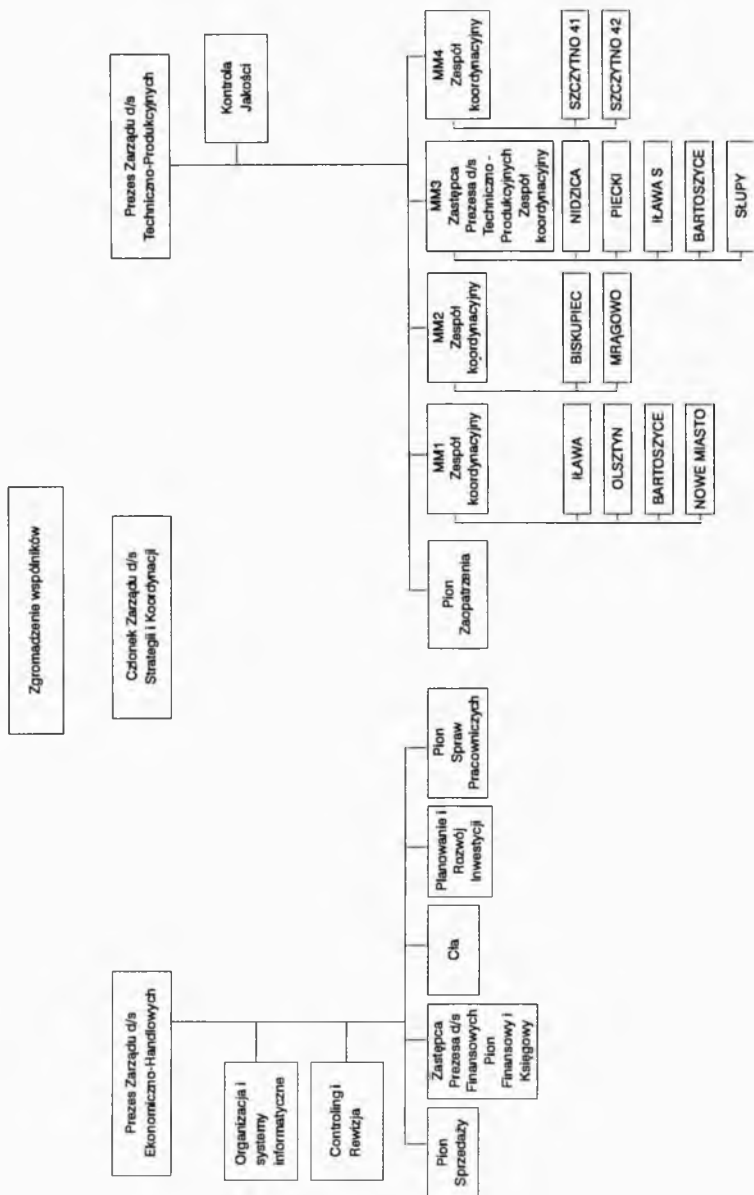 Zgromadzenie wspólników
Prezes Zarządu d/s
Ekonomiczno-Handlowych
Członek Zarządu d/s
Strategii i Koordynacji
Prezes Zarządu d/s
Techniczno-Produkcyjnych
Organizacja i
systemy
informatyczne
Controling i
Rewizja
Kontrola
Jakości
Pion
Sprzedaży
Zastępca
Prezesa d/s
Finansowych
Pion
Finansowy i
Księgowy
Cła
Planowanie i
Rozwój
Inwestycji
Pion
Spraw
Pracowniczych
Pion
Zaopatrzenia
MM1
Zespół
koordynacyjny
IŁAWA
OLSZTYN
BARTOSZYCE
NOWE MIASTO
MM2
Zespół
koordynacyjny
BISKUPIEC
MRĄGOWO
MM3
Zastępca
Prezesa d/s
Techniczno -
Produkcyjnych
Zespół
koordynacyjny
NIDZICA
PIECKI
IŁAWA S
BARTOSZYCE
SŁUPY
MM4
Zespół
koordynacyjny
SZCZYTNO 41
SZCZYTNO 42